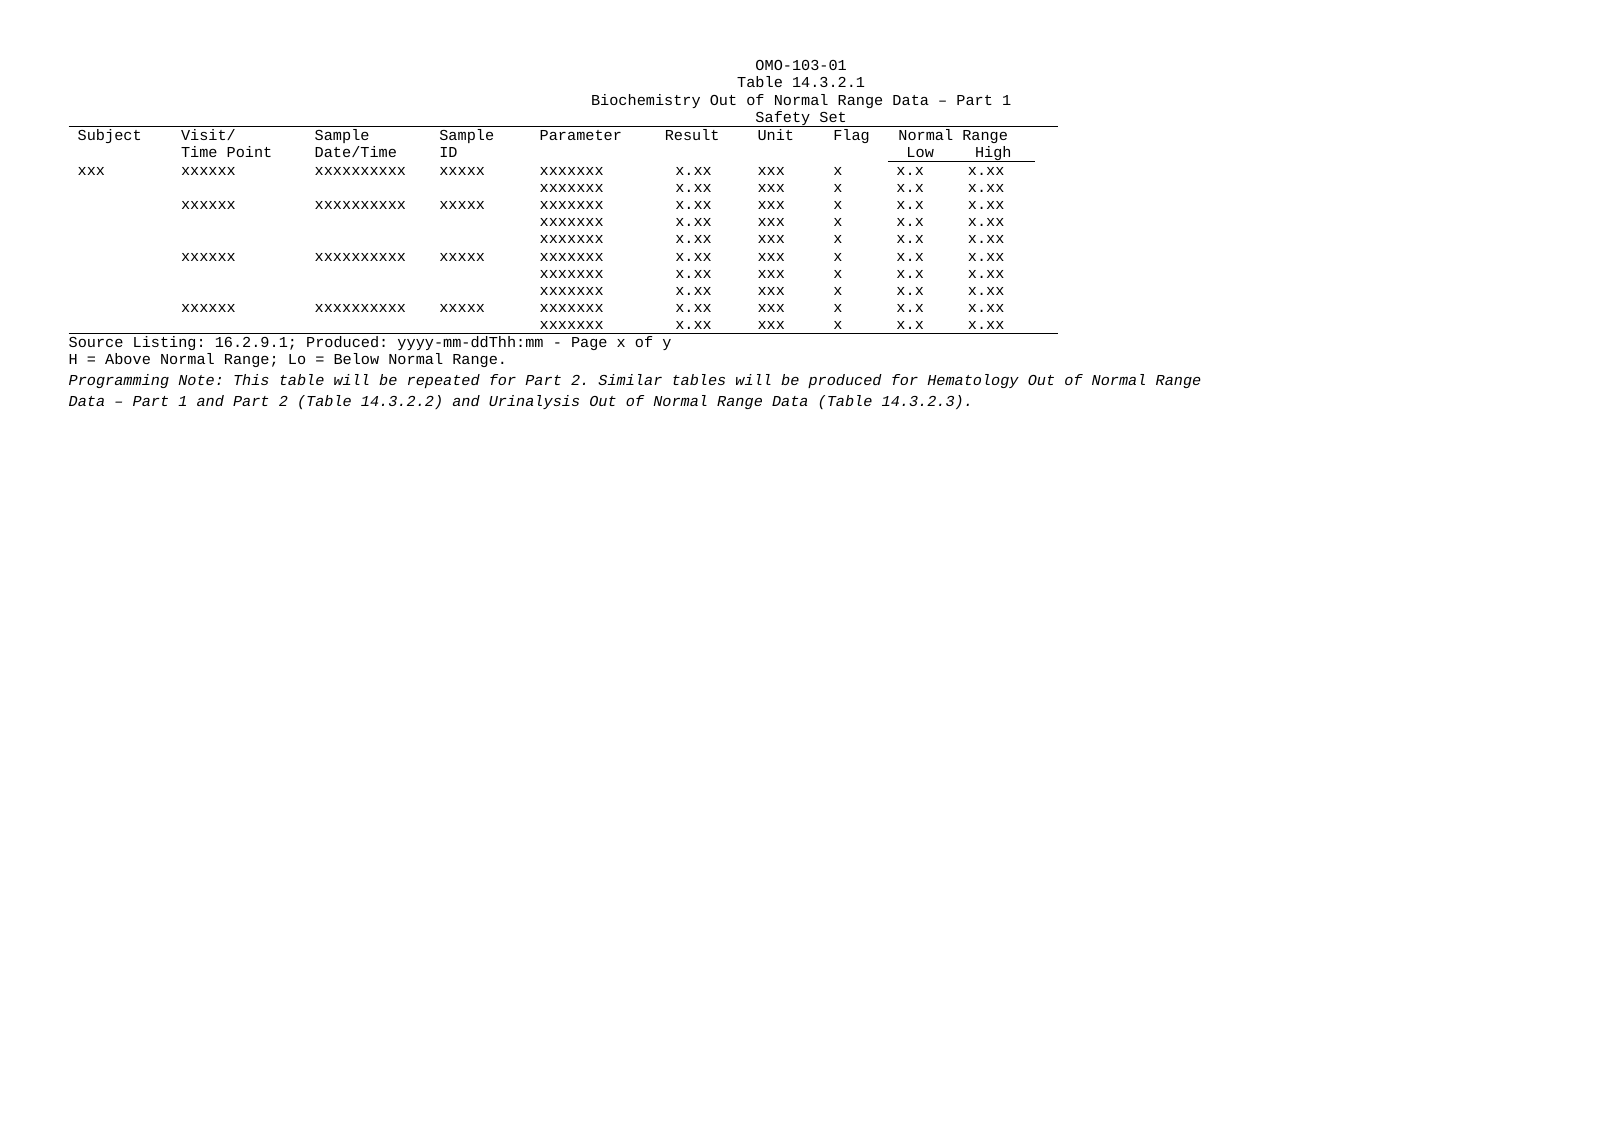 OMO-103-01
Table 14.3.2.1
Biochemistry Out of Normal Range Data – Part 1
Safety Set
Subject Visit/ Sample Sample Parameter Result Unit Flag Normal Range
Time Point Date/Time ID Low High
xxx xxxxxx xxxxxxxxxx xxxxx xxxxxxx x.xx xxx x x.x x.xx
xxxxxxx x.xx xxx x x.x x.xx
xxxxxx xxxxxxxxxx xxxxx xxxxxxx x.xx xxx x x.x x.xx
xxxxxxx x.xx xxx x x.x x.xx
xxxxxxx x.xx xxx x x.x x.xx
xxxxxx xxxxxxxxxx xxxxx xxxxxxx x.xx xxx x x.x x.xx
xxxxxxx x.xx xxx x x.x x.xx
xxxxxxx x.xx xxx x x.x x.xx
xxxxxx xxxxxxxxxx xxxxx xxxxxxx x.xx xxx x x.x x.xx
xxxxxxx x.xx xxx x x.x x.xx
Source Listing: 16.2.9.1; Produced: yyyy-mm-ddThh:mm - Page x of y
H = Above Normal Range; Lo = Below Normal Range.
Programming Note: This table will be repeated for Part 2. Similar tables will be produced for Hematology Out of Normal Range
Data – Part 1 and Part 2 (Table 14.3.2.2) and Urinalysis Out of Normal Range Data (Table 14.3.2.3).